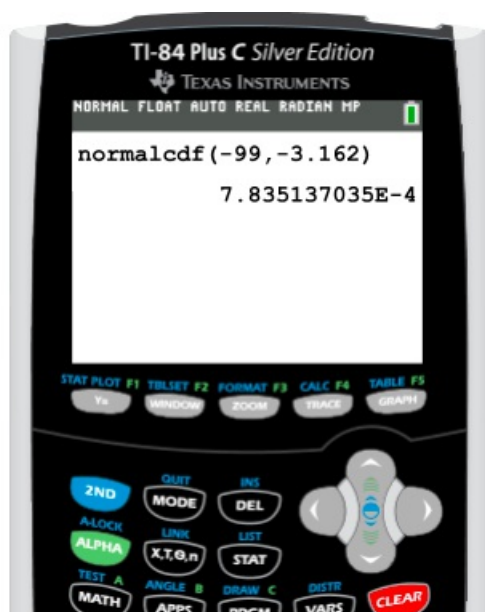 TI-84 Plus C Silver Edition
TEXAS INSTRUMENTS
NORMAL FLOAT AUTO REAL RADIAN MP
normalcdf(-99,-3.162)
7.835137035E-4
STAT PLOT F1 TBLSET F2 FORMAT F3 CALC F4 TABLE F5
Y= WINDOW ZOOM TRACE GRAPH
QUIT INS
2ND MODE DEL
A-LOCK LINK LIST
ALPHA X,T,θ,n STAT
TEST A ANGLE B DRAW C DISTR
MATH APPS PRGM VARS CLEAR